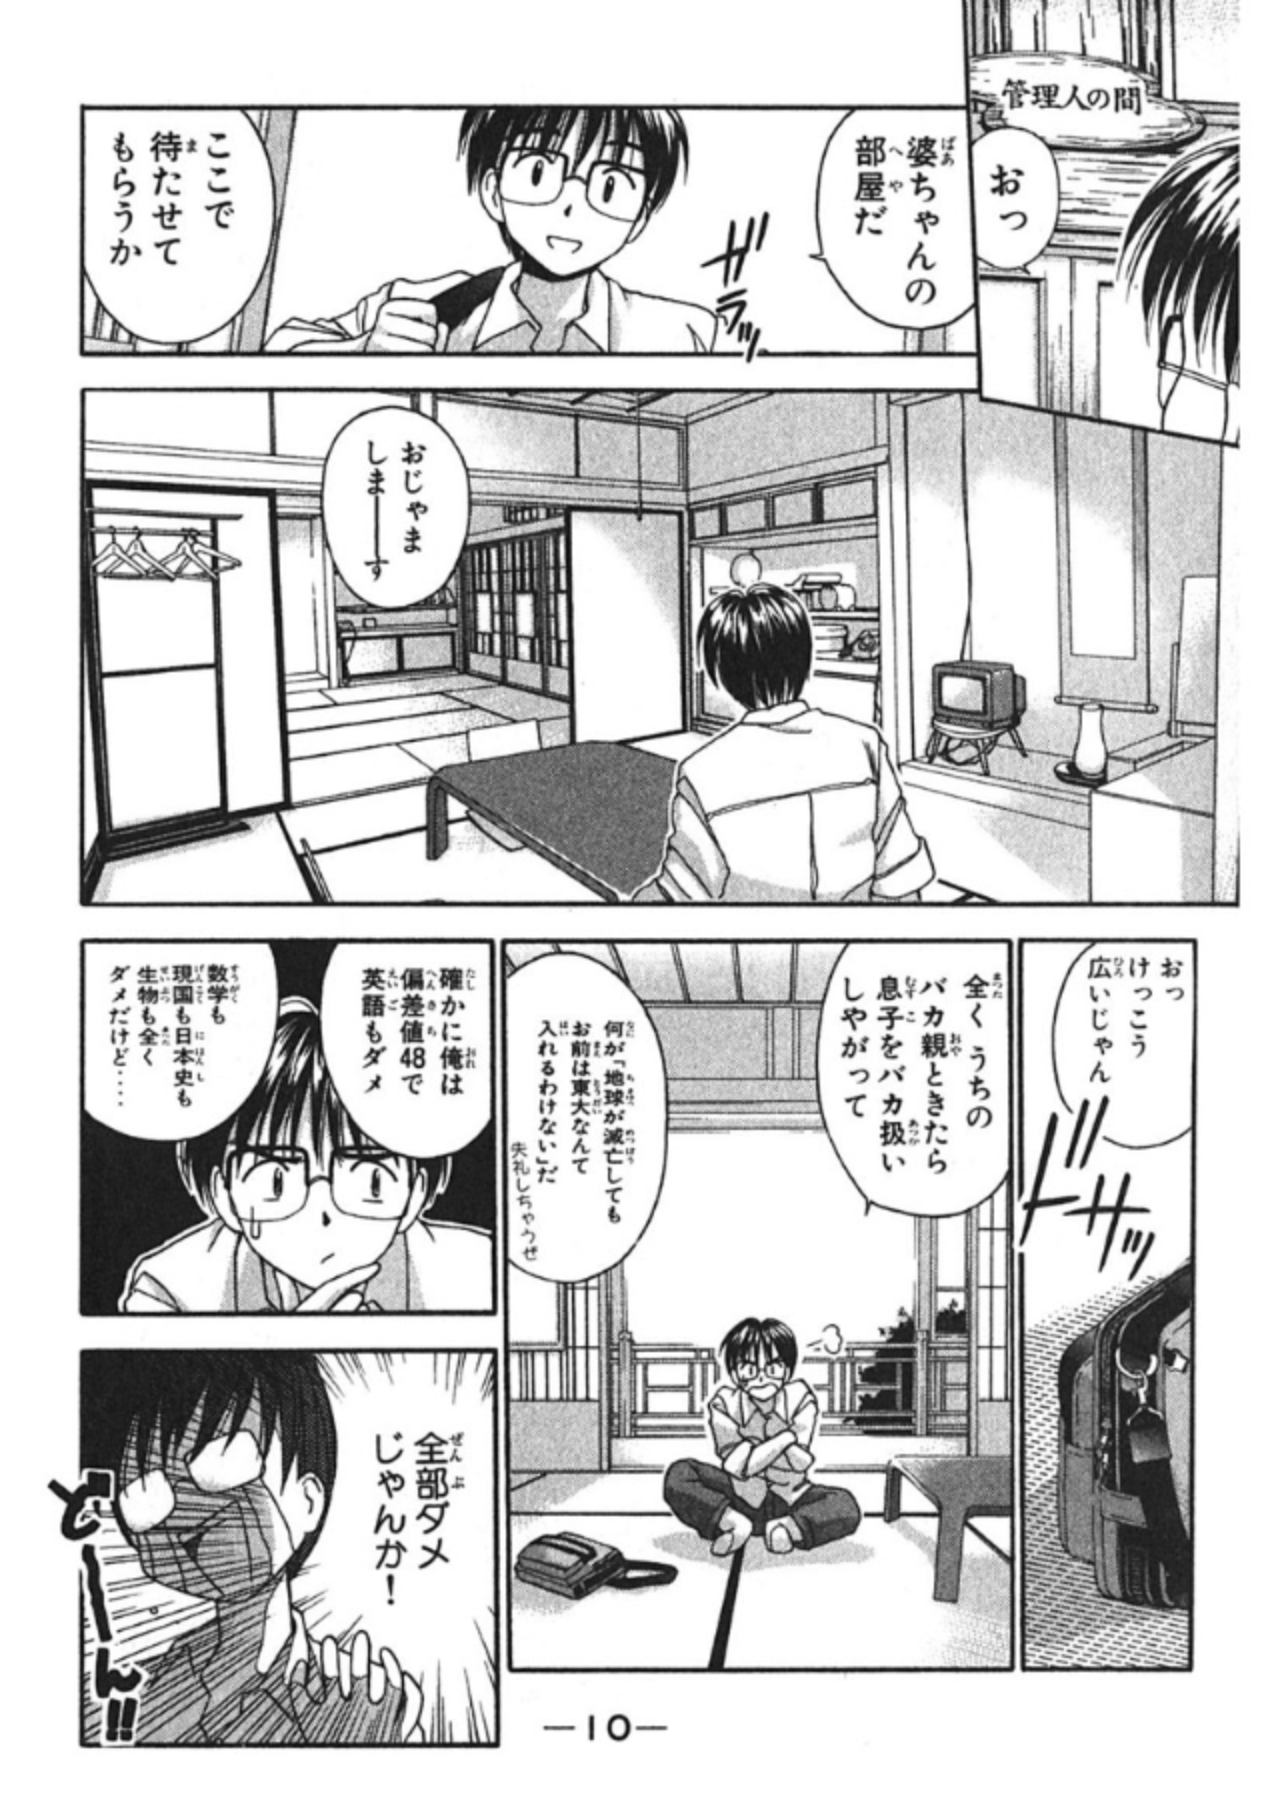 管理人の間
おっ
婆ちゃんの
部屋だ
ガラッ
ここで
待たせて
もらうか
おじゃま
しまーーす
おっ
けっこう
広いじゃん
ドサッ
全くうちの
バカ親ときたら
息子をバカ扱い
しやがって
何が「地球が滅亡しても
お前は東大なんて
入れるわけない」だ
失礼しちゃうぜ
確かに俺は
偏差値48で
英語もダメ
数学も
現国も日本史も
生物も全く
ダメだけど‥‥
全部ダメ
じゃんか!
どーーん!!
—10—